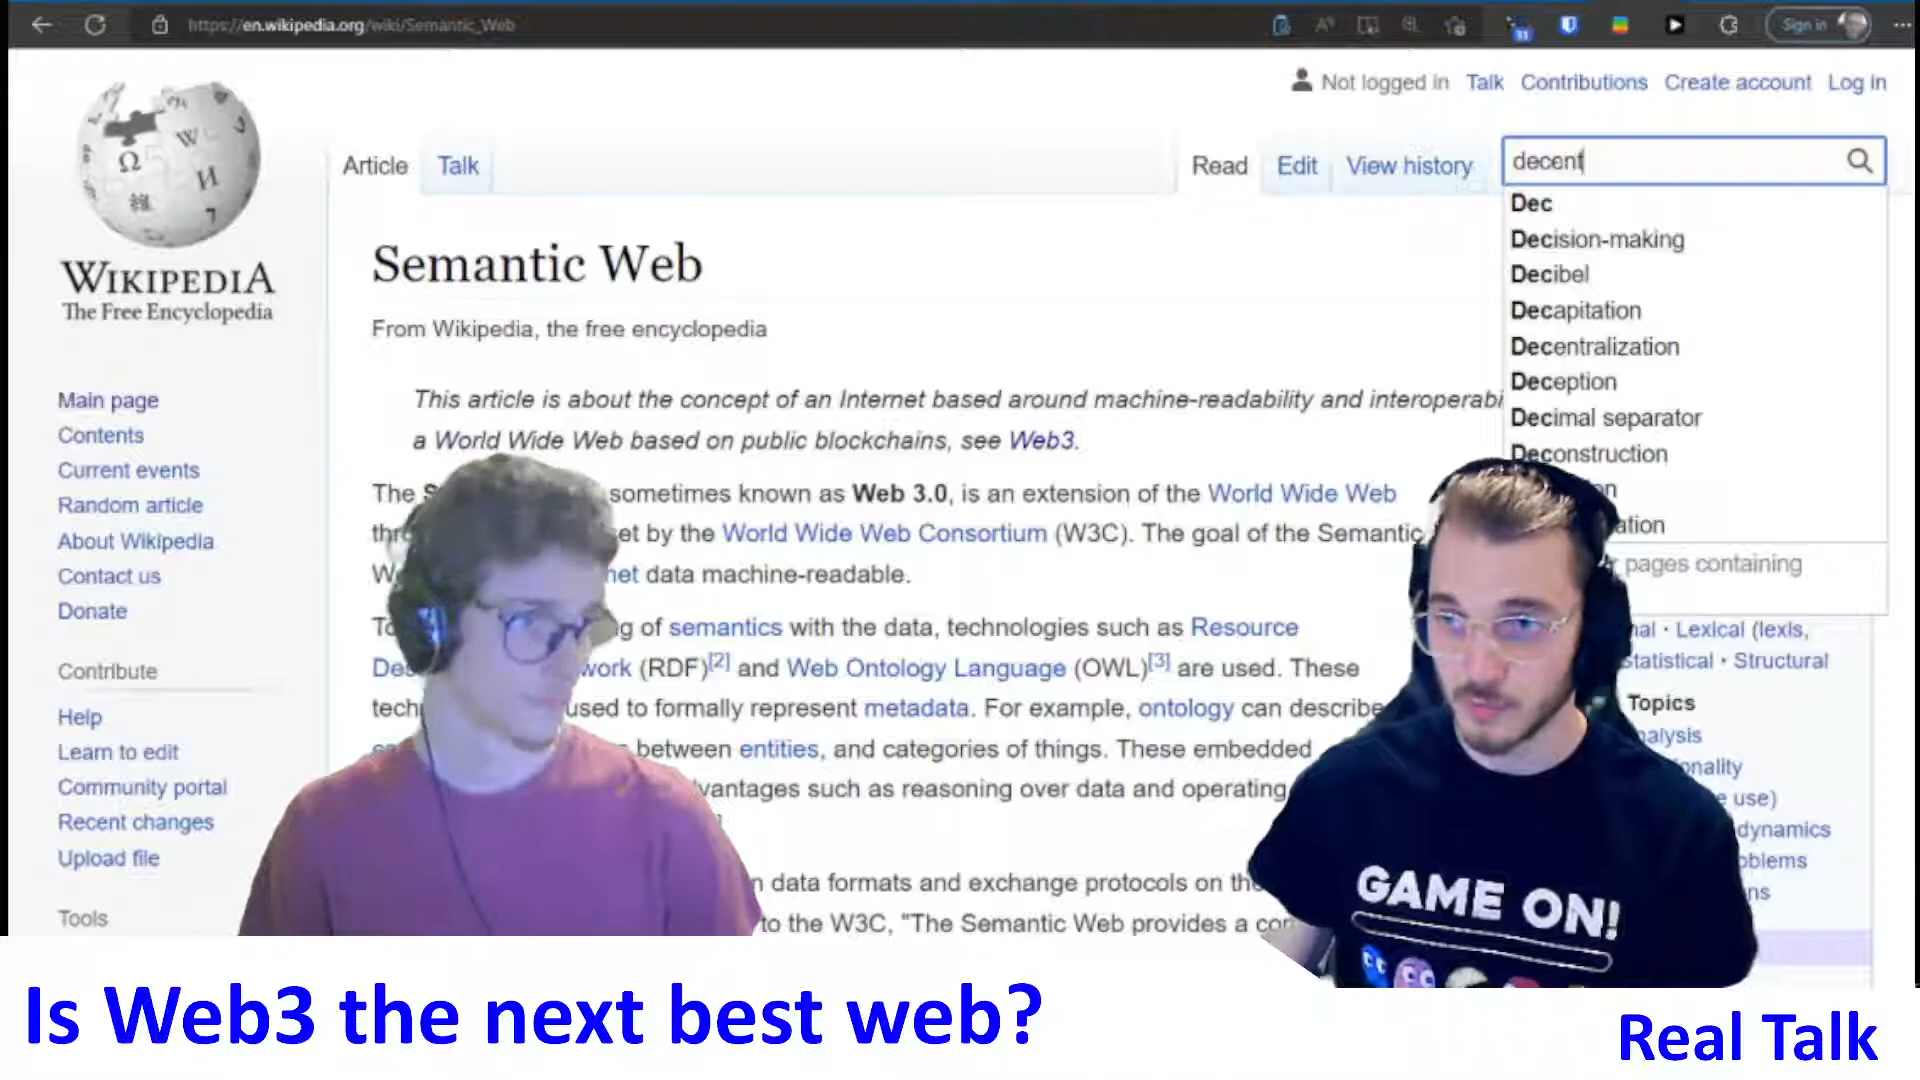 https://en.wikipedia.org/wiki/Semantic_Web
Sign in
Not logged in Talk Contributions Create account Log in
Article Talk Read Edit View history decent
WIKIPEDIA
The Free Encyclopedia
Dec
Decision-making
Decibel
Decapitation
Decentralization
Deception
Decimal separator
Deconstruction
pages containing
Semantic Web
From Wikipedia, the free encyclopedia
This article is about the concept of an Internet based around machine-readability and interoperabi
a World Wide Web based on public blockchains, see Web3.
The sometimes known as Web 3.0, is an extension of the World Wide Web
set by the World Wide Web Consortium (W3C). The goal of the Semantic
data machine-readable.
of semantics with the data, technologies such as Resource
(RDF)[2] and Web Ontology Language (OWL)[3] are used. These
used to formally represent metadata. For example, ontology can describe
between entities, and categories of things. These embedded
such as reasoning over data and operating
data formats and exchange protocols on the
to the W3C, "The Semantic Web provides a
Main page
Contents
Current events
Random article
About Wikipedia
Contact us
Donate
Contribute
Help
Learn to edit
Community portal
Recent changes
Upload file
Tools
· Lexical (lexis,
Statistical · Structural
Topics
use)
GAME ON!
Is Web3 the next best web?
Real Talk